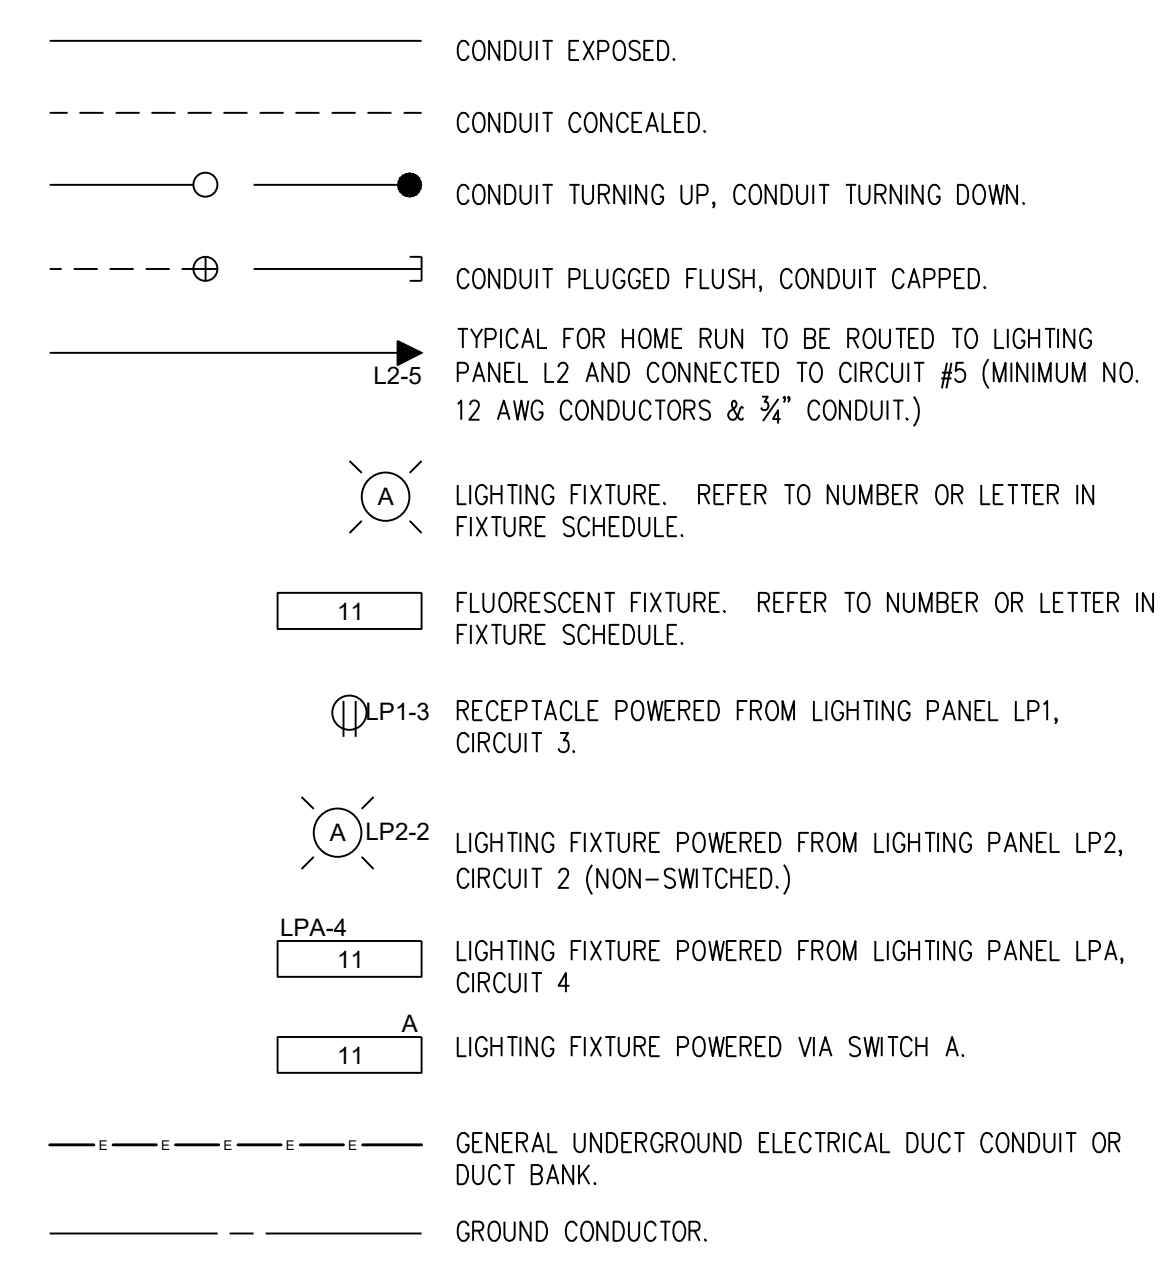 CONDUIT EXPOSED.
CONDUIT CONCEALED.
CONDUIT TURNING UP, CONDUIT TURNING DOWN.
CONDUIT PLUGGED FLUSH, CONDUIT CAPPED.
L2-5
TYPICAL FOR HOME RUN TO BE ROUTED TO LIGHTING
PANEL L2 AND CONNECTED TO CIRCUIT #5 (MINIMUM NO.
12 AWG CONDUCTORS & ¾" CONDUIT.)
A
LIGHTING FIXTURE. REFER TO NUMBER OR LETTER IN
FIXTURE SCHEDULE.
11
FLUORESCENT FIXTURE. REFER TO NUMBER OR LETTER IN
FIXTURE SCHEDULE.
LP1-3
RECEPTACLE POWERED FROM LIGHTING PANEL LP1,
CIRCUIT 3.
A LP2-2
LIGHTING FIXTURE POWERED FROM LIGHTING PANEL LP2,
CIRCUIT 2 (NON-SWITCHED.)
LPA-4
11
LIGHTING FIXTURE POWERED FROM LIGHTING PANEL LPA,
CIRCUIT 4
A
11
LIGHTING FIXTURE POWERED VIA SWITCH A.
E E E E E
GENERAL UNDERGROUND ELECTRICAL DUCT CONDUIT OR
DUCT BANK.
GROUND CONDUCTOR.